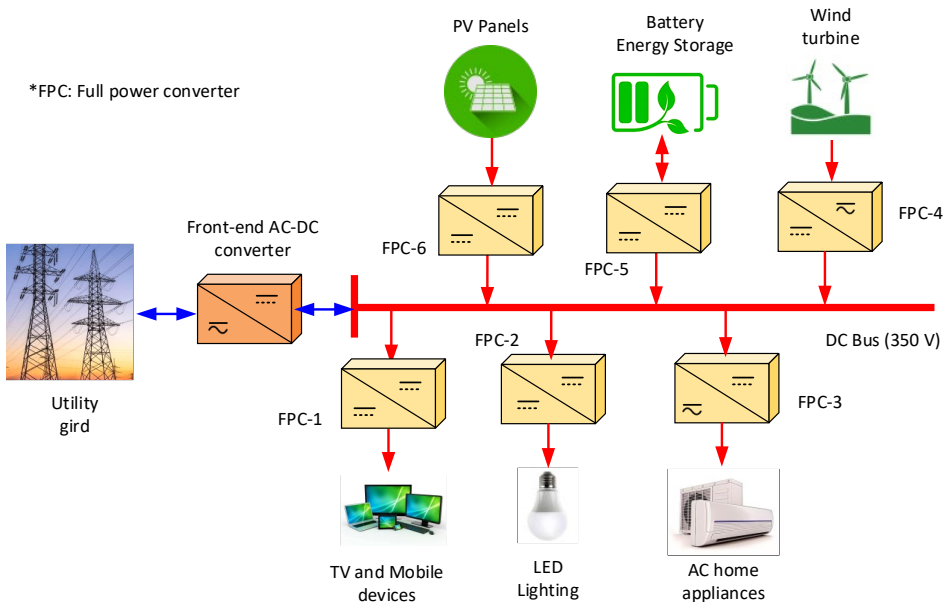 PV Panels
Battery
Energy Storage
Wind
turbine
*FPC: Full power converter
Front-end AC-DC
converter
FPC-6
FPC-5
FPC-4
DC Bus (350 V)
Utility
gird
FPC-1
FPC-2
FPC-3
TV and Mobile
devices
LED
Lighting
AC home
appliances